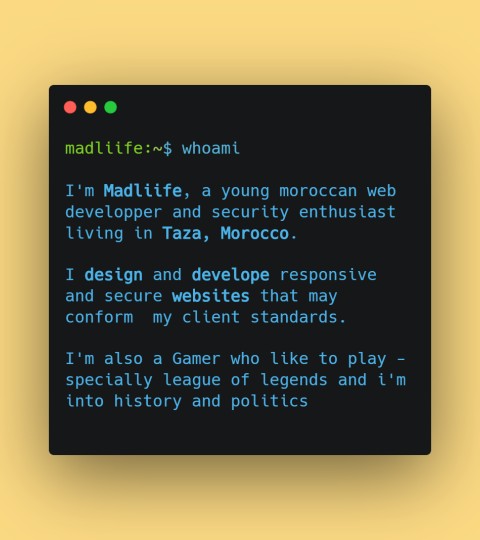 madliife:~$ whoami
I'm Madliife, a young moroccan web
developper and security enthusiast
living in Taza, Morocco.
I design and develope responsive
and secure websites that may
conform  my client standards.
I'm also a Gamer who like to play -
specially league of legends and i'm
into history and politics